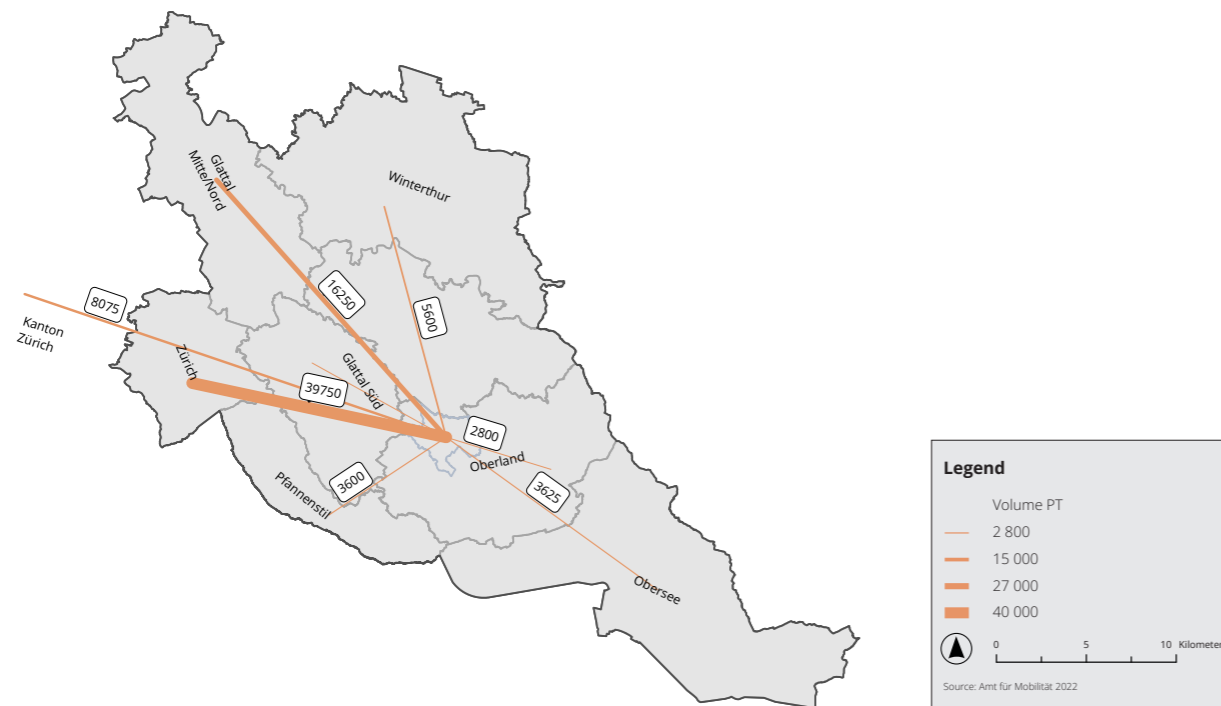 Glattal
Mitte/Nord
Winterthur
16250
5600
8075
Kanton
Zürich
Zürich
Glattal Süd
39750
2800
Oberland
3600
3625
Pfannenstil
Obersee
Legend
Volume PT
2 800
15 000
27 000
40 000
0 5 10 Kilometer
Source: Amt für Mobilität 2022